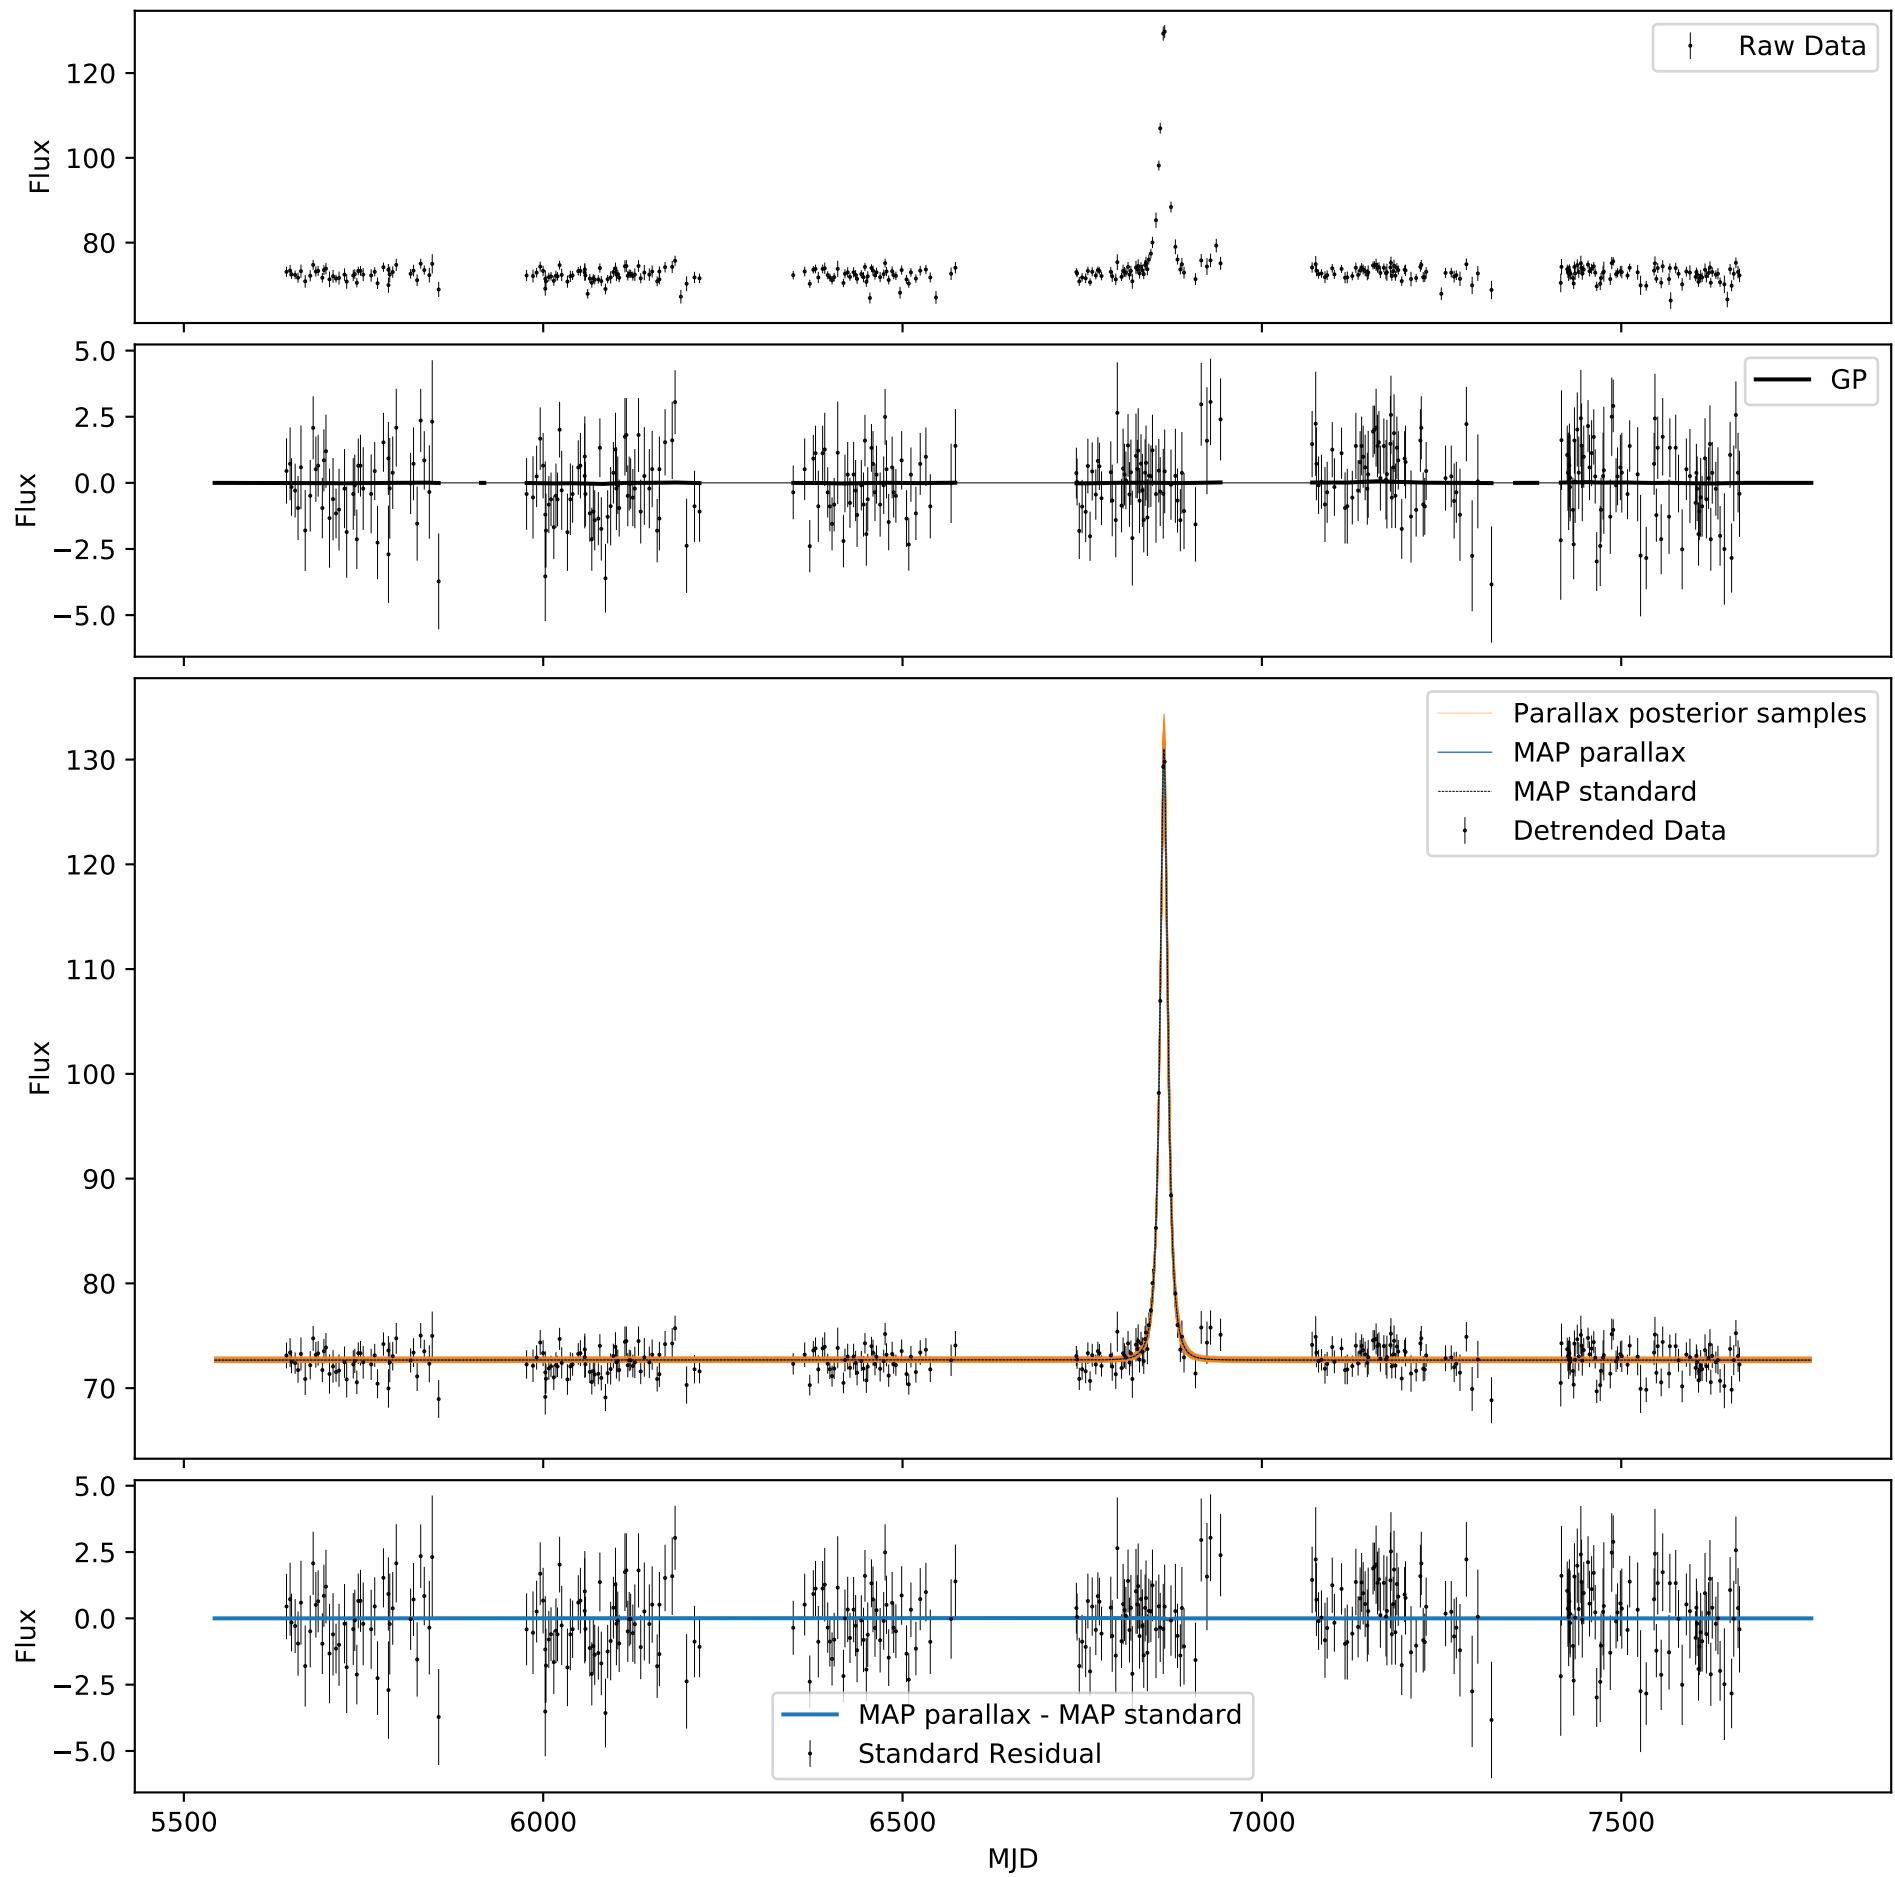 Raw Data
120
100
80
Flux
GP
5.0
2.5
0.0
−2.5
−5.0
Flux
Parallax posterior samples
MAP parallax
MAP standard
Detrended Data
130
120
110
100
90
80
70
Flux
5.0
2.5
0.0
−2.5
−5.0
Flux
MAP parallax - MAP standard
Standard Residual
5500
6000
6500
7000
7500
MJD